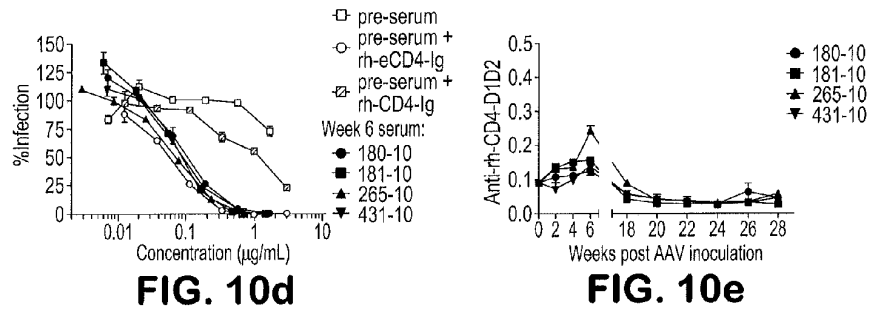 pre-serum
pre-serum +
rh-eCD4-Ig
pre-serum +
rh-CD4-Ig
Week 6 serum:
180-10
181-10
265-10
431-10
%Infection
150
125
100
75
50
25
0
0.01 0.1 1 10
Concentration (µg/mL)
FIG. 10d
180-10
181-10
265-10
431-10
Anti-rh-CD4-D1D2
0.5
0.4
0.3
0.2
0.1
0.0
0 2 4 6 18 20 22 24 26 28
Weeks post AAV inoculation
FIG. 10e